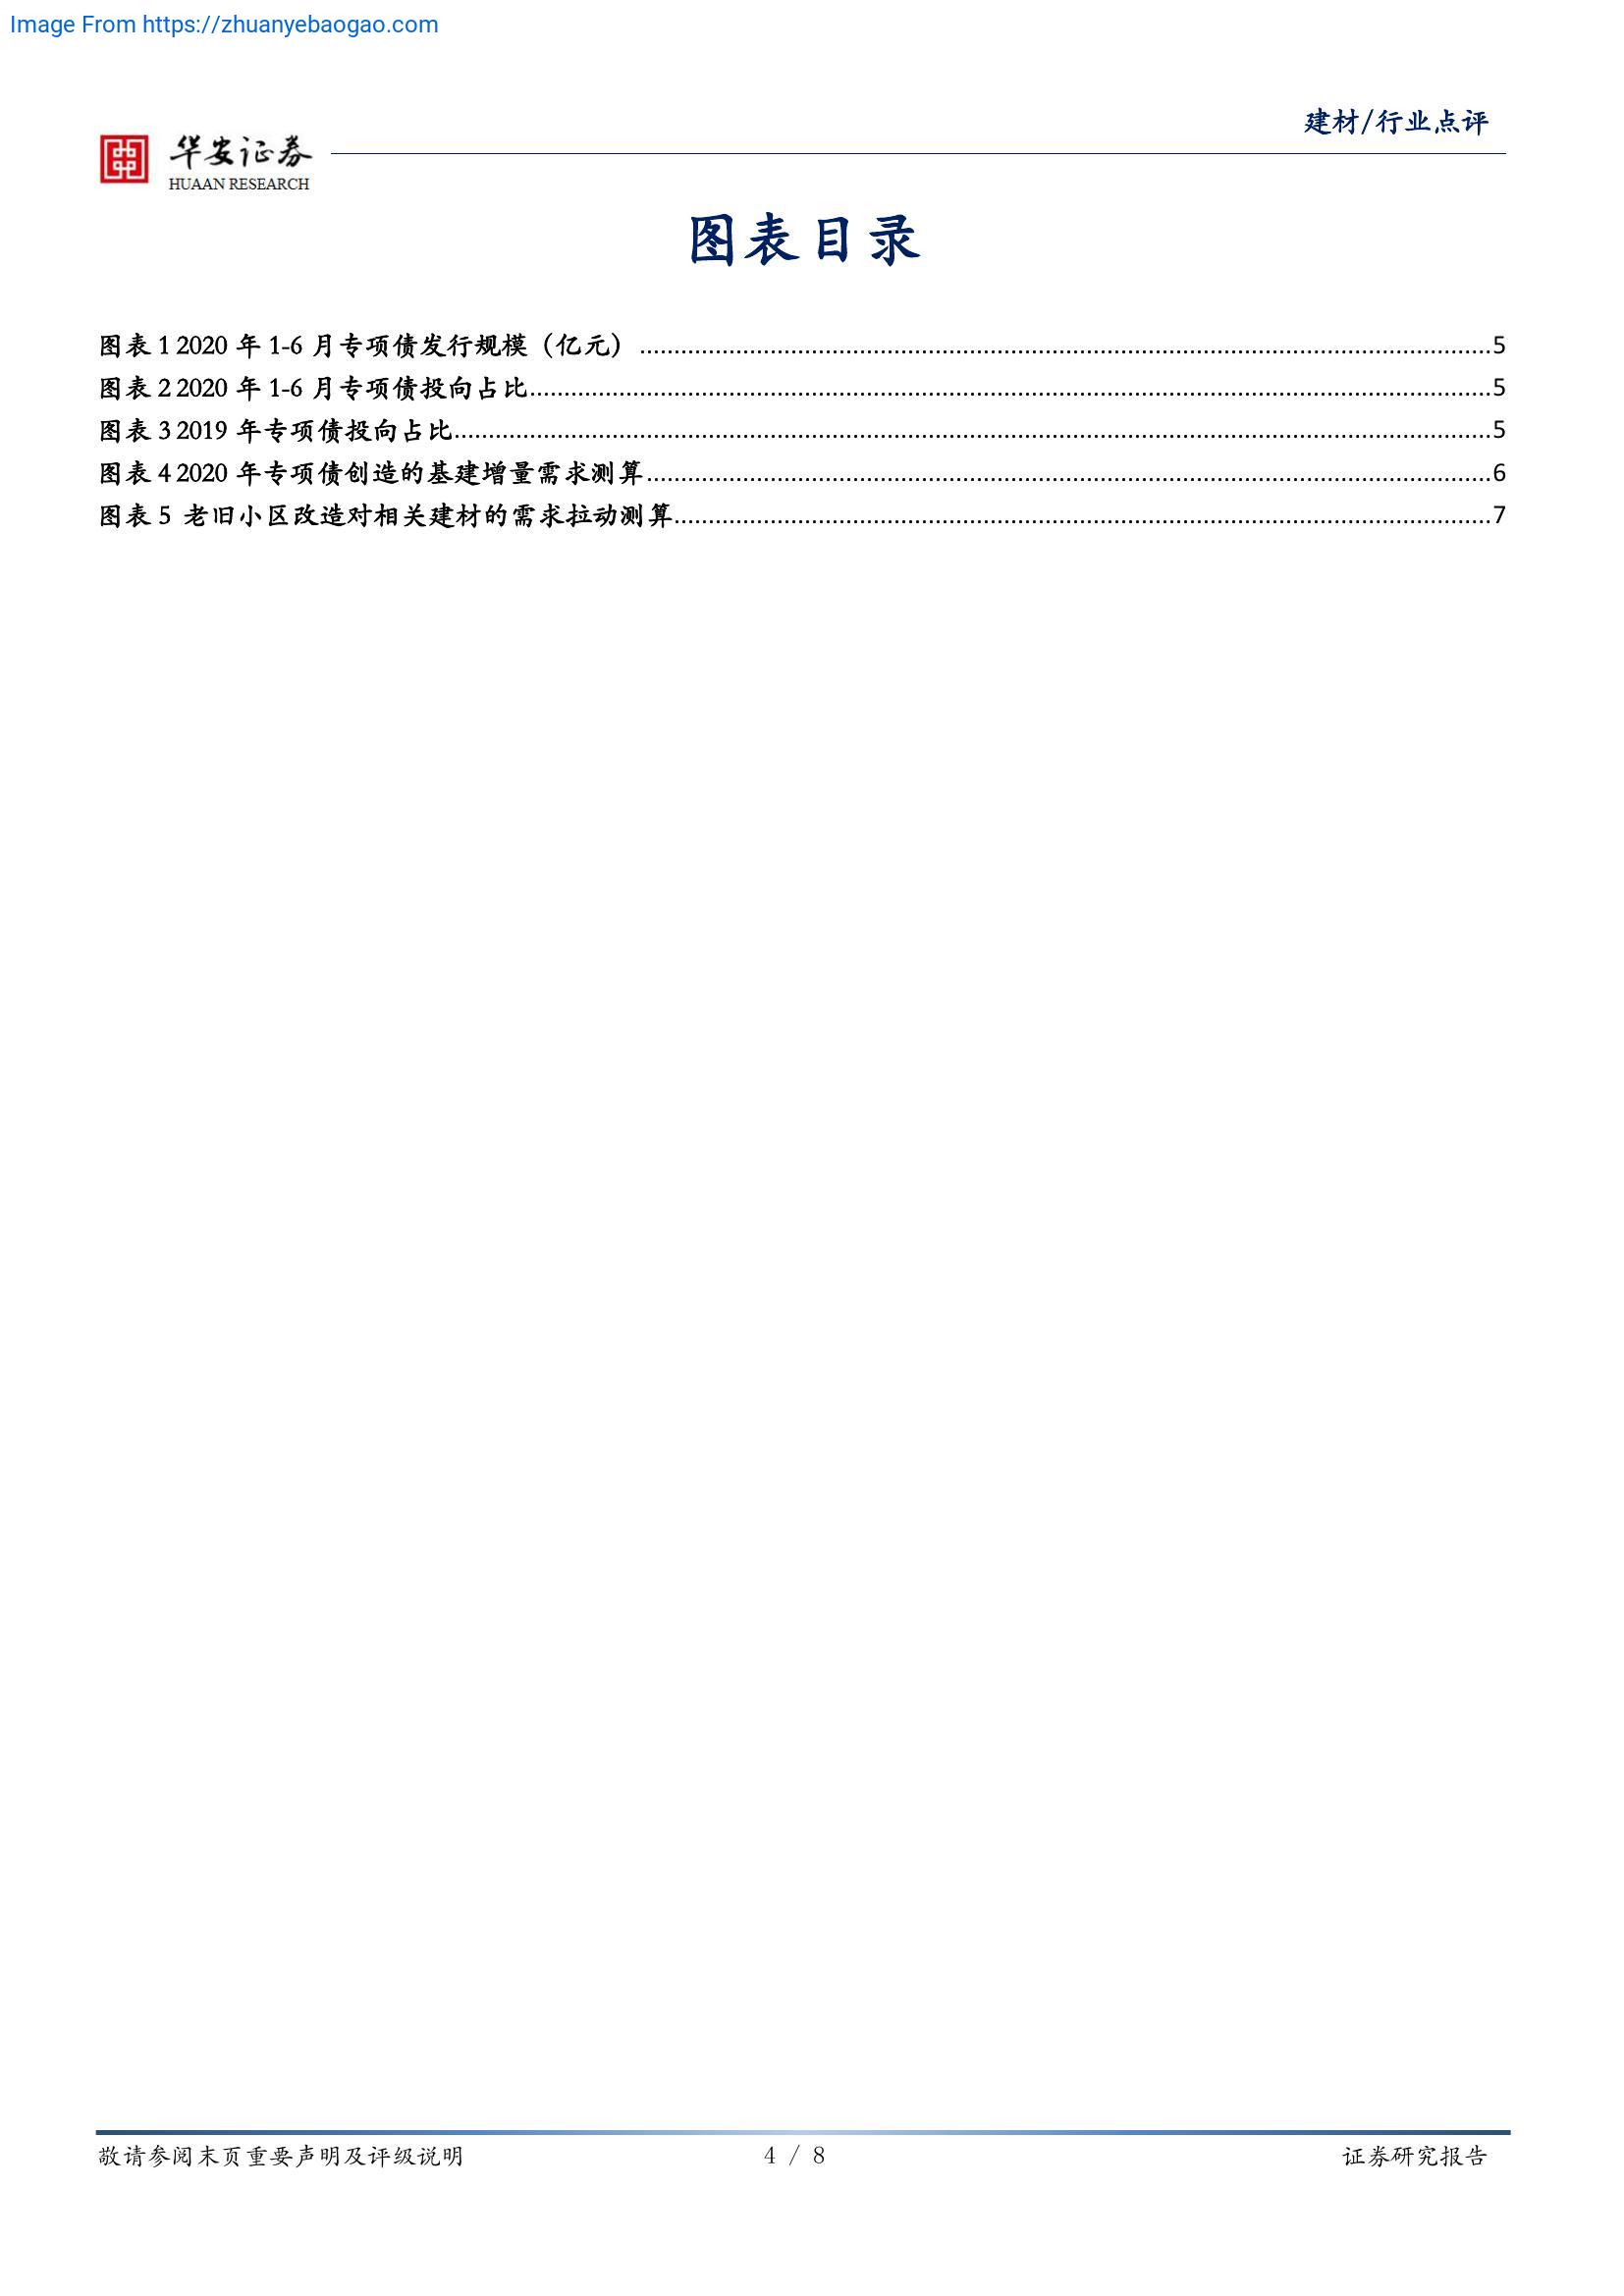 Image From https://zhuanyebaogao.com
建材/行业点评
华安证券
HUAAN RESEARCH
图表目录
图表 1 2020 年 1-6 月专项债发行规模（亿元） ........................................................................................................................5
图表 2 2020 年 1-6 月专项债投向占比........................................................................................................................5
图表 3 2019 年专项债投向占比........................................................................................................................5
图表 4 2020 年专项债创造的基建增量需求测算........................................................................................................................6
图表 5 老旧小区改造对相关建材的需求拉动测算........................................................................................................................7
敬请参阅末页重要声明及评级说明
4 / 8
证券研究报告